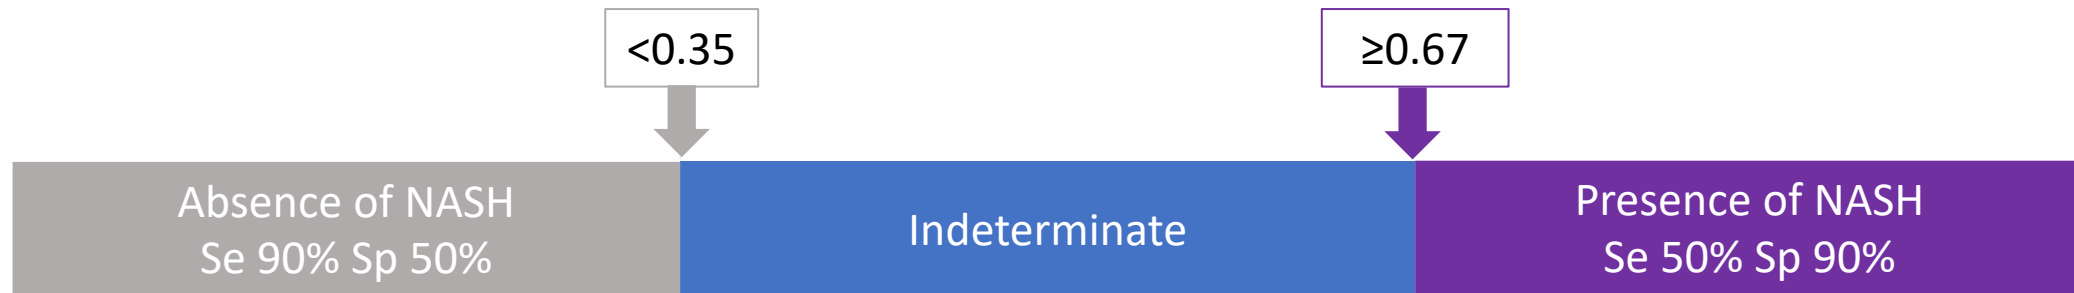 <0.35
≥0.67
Absence of NASH
Se 90% Sp 50%
Indeterminate
Presence of NASH
Se 50% Sp 90%